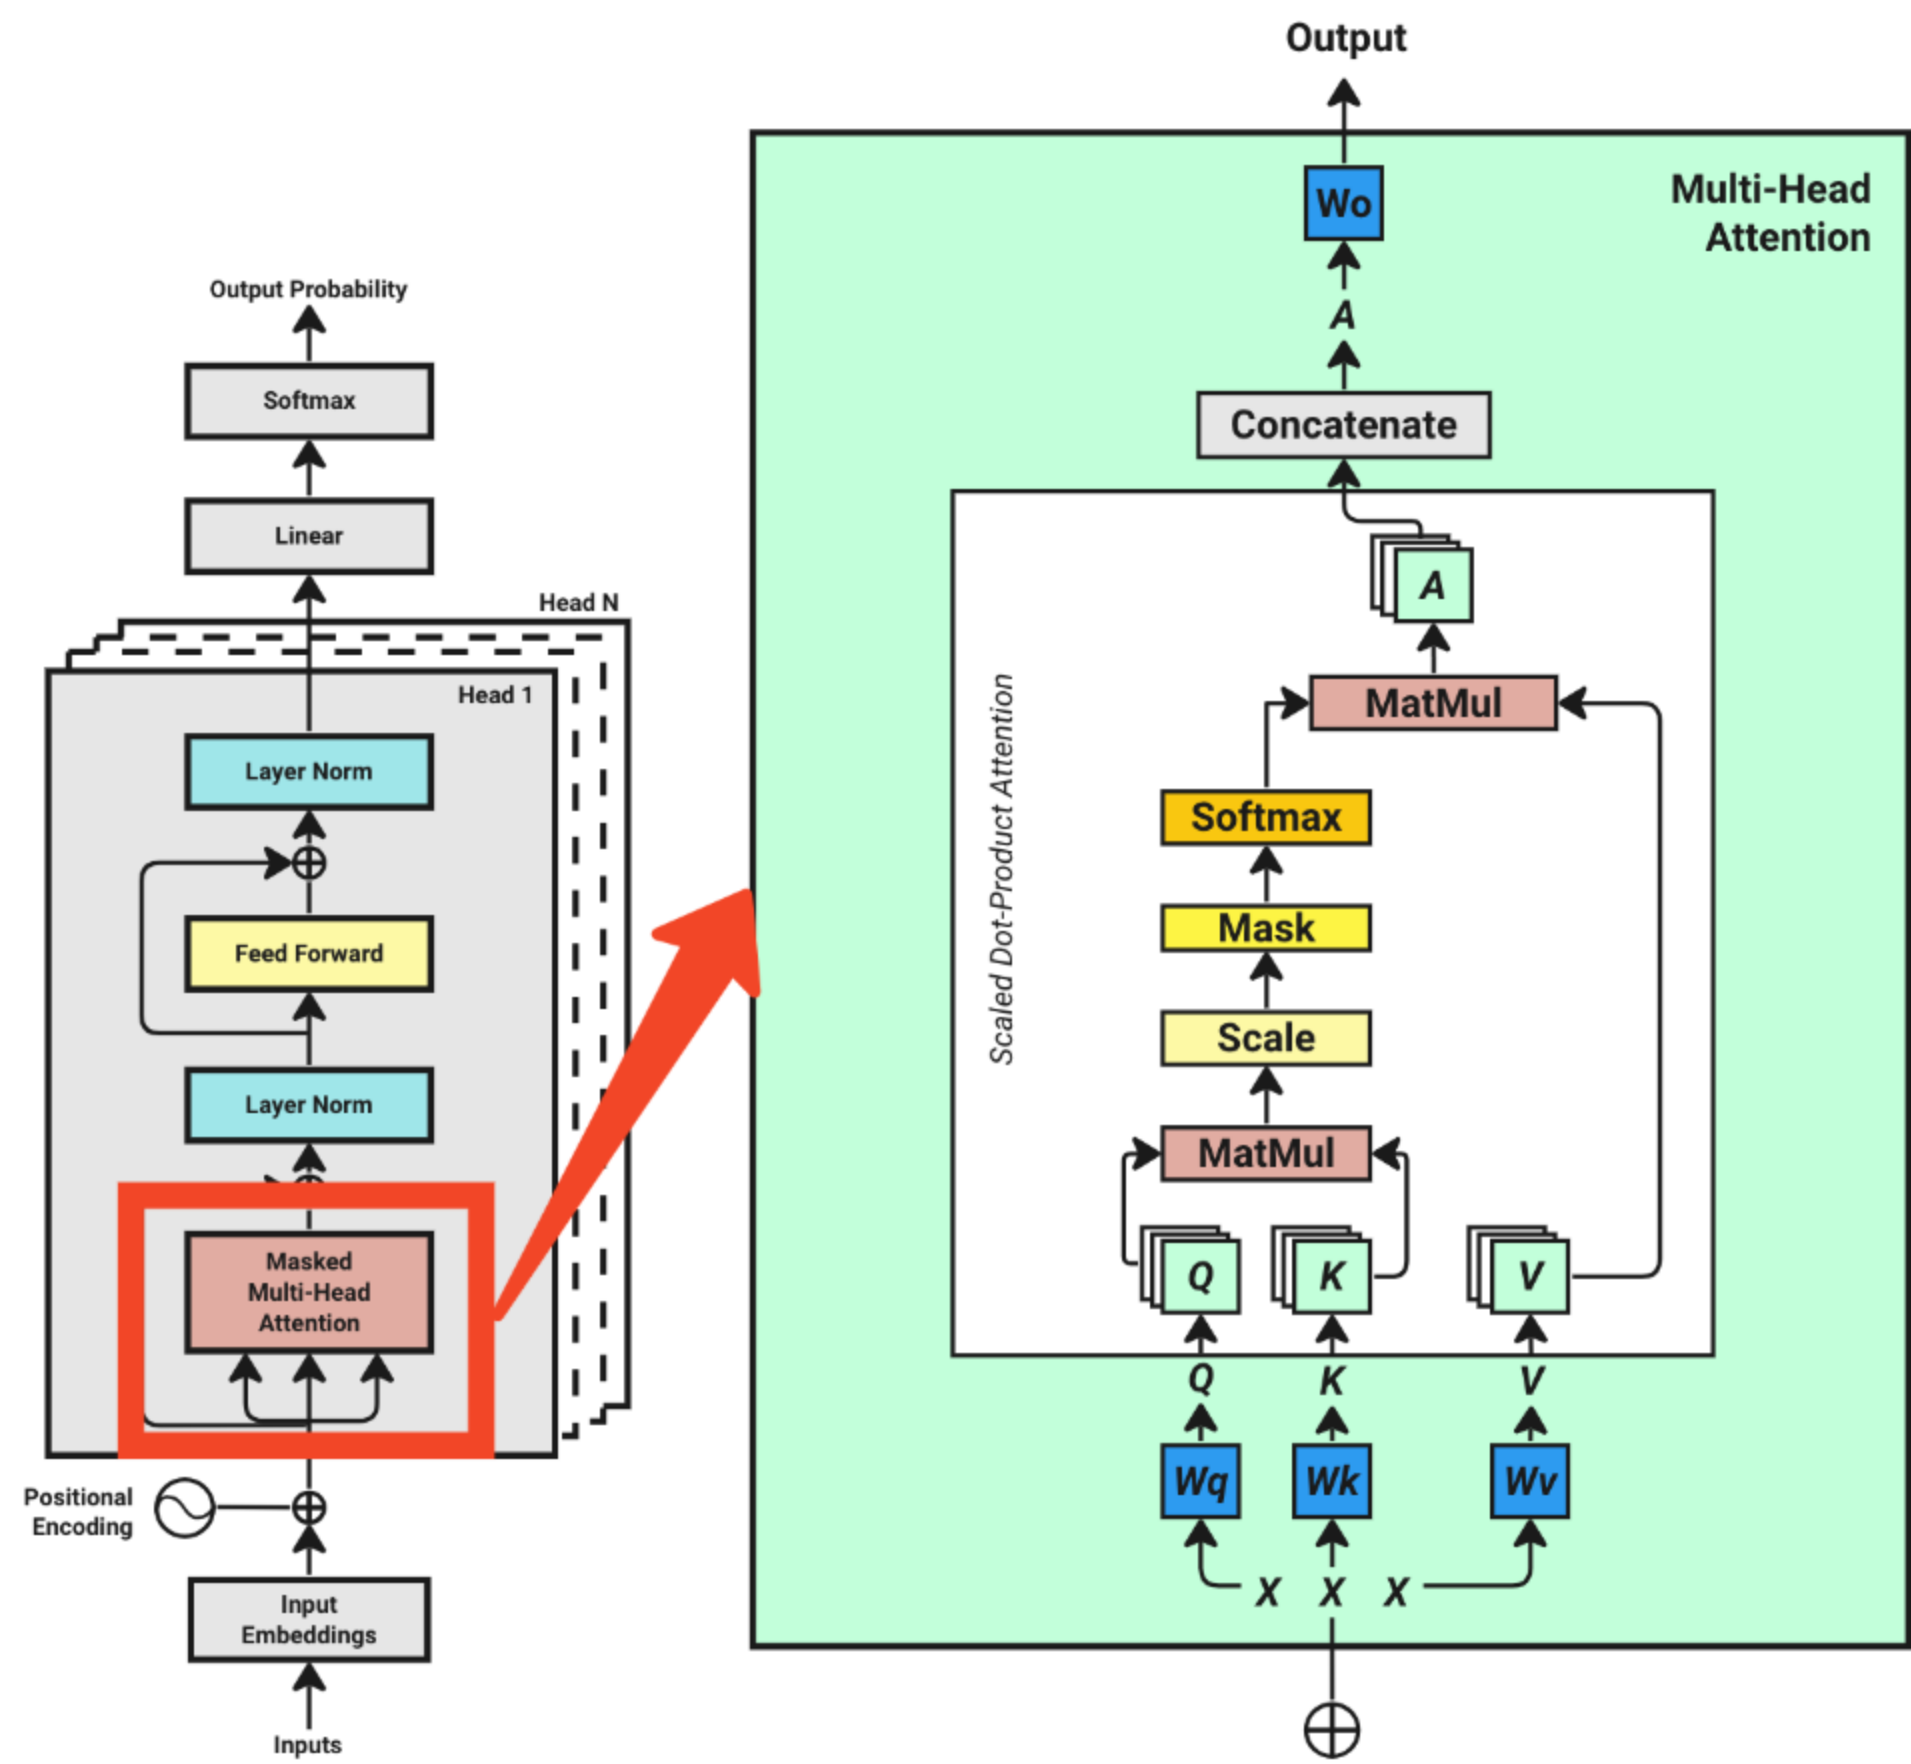 Output Probability
Softmax
Linear
Head N
Head 1
Layer Norm
Feed Forward
Layer Norm
Masked
Multi-Head
Attention
Positional
Encoding
Input
Embeddings
Inputs
Output
Multi-Head
Attention
Wo
A
Concatenate
Scaled Dot-Product Attention
A
MatMul
Softmax
Mask
Scale
MatMul
Q K V
Q K V
Wq Wk Wv
X X X